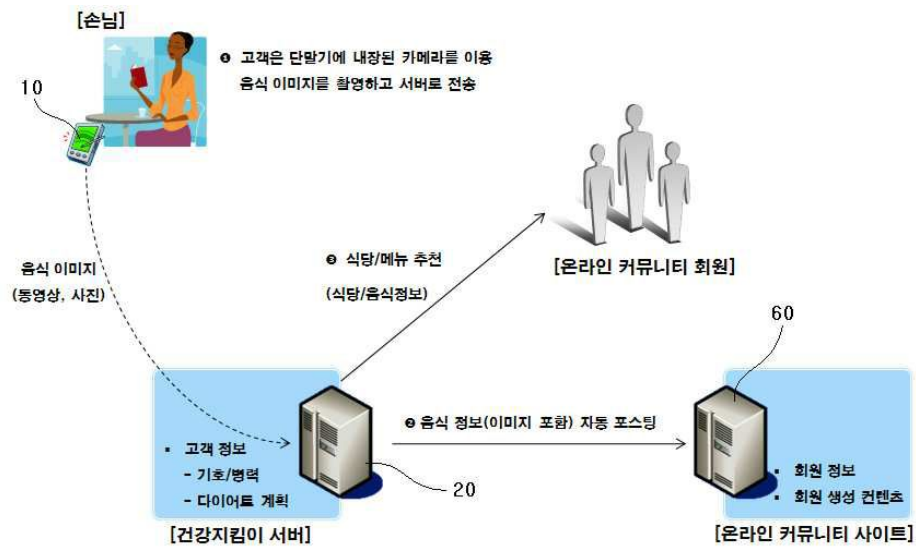 [손님]
❶ 고객은 단말기에 내장된 카메라를 이용
음식 이미지를 촬영하고 서버로 전송
10
음식 이미지
(동영상, 사진)
❸ 식당/메뉴 추천
(식당/음식정보)
[온라인 커뮤니티 회원]
60
❷ 음식 정보(이미지 포함) 자동 포스팅
▪ 고객 정보
- 기호/병력
- 다이어트 계획
20
▪ 회원 정보
▪ 회원 생성 컨텐츠
[건강지킴이 서버]
[온라인 커뮤니티 사이트]